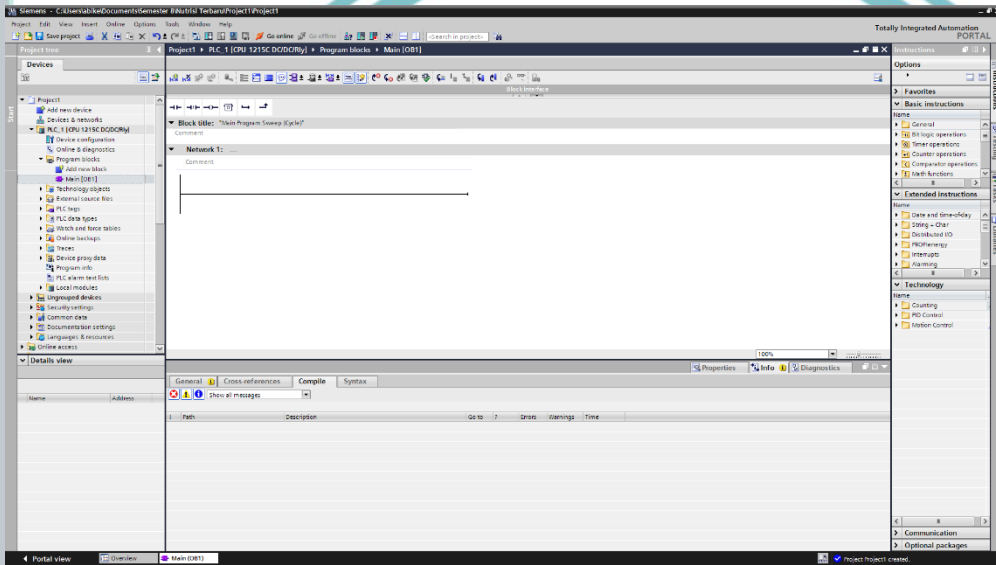 Siemens - C:\Users\abike\Documents\Semester 8\Nutrisi Terbaru\Project1\Project1
Project Edit View Insert Online Options Tools Window Help
Totally Integrated Automation
PORTAL
Save project
Go online
Go offline
<Search in project>
Project tree
Project1 PLC_1 [CPU 1215C DC/DC/Rly] Program blocks Main [OB1]
Instructions
Devices
Options
Project1
Add new device
Devices & networks
PLC_1 [CPU 1215C DC/DC/Rly]
Device configuration
Online & diagnostics
Program blocks
Add new block
Main [OB1]
Technology objects
External source files
PLC tags
PLC data types
Watch and force tables
Online backups
Traces
Device proxy data
Program info
PLC alarm text lists
Local modules
Ungrouped devices
Security settings
Common data
Documentation settings
Languages & resources
Online access
Details view
Name Address
Start
Block interface
Block title: "Main Program Sweep (Cycle)"
Comment
Network 1: ....
Comment
100%
Properties Info Diagnostics
General Cross-references Compile Syntax
Show all messages
! Path Description Go to ? Errors Warnings Time
Favorites
Basic instructions
Name
General
Bit logic operations
Timer operations
Counter operations
Comparator operations
Math functions
Extended instructions
Name
Date and time-of-day
String + Char
Distributed I/O
PROFIenergy
Interrupts
Alarming
Technology
Name
Counting
PID Control
Motion Control
Communication
Optional packages
Portal view
Overview
Main (OB1)
Project Project1 created.